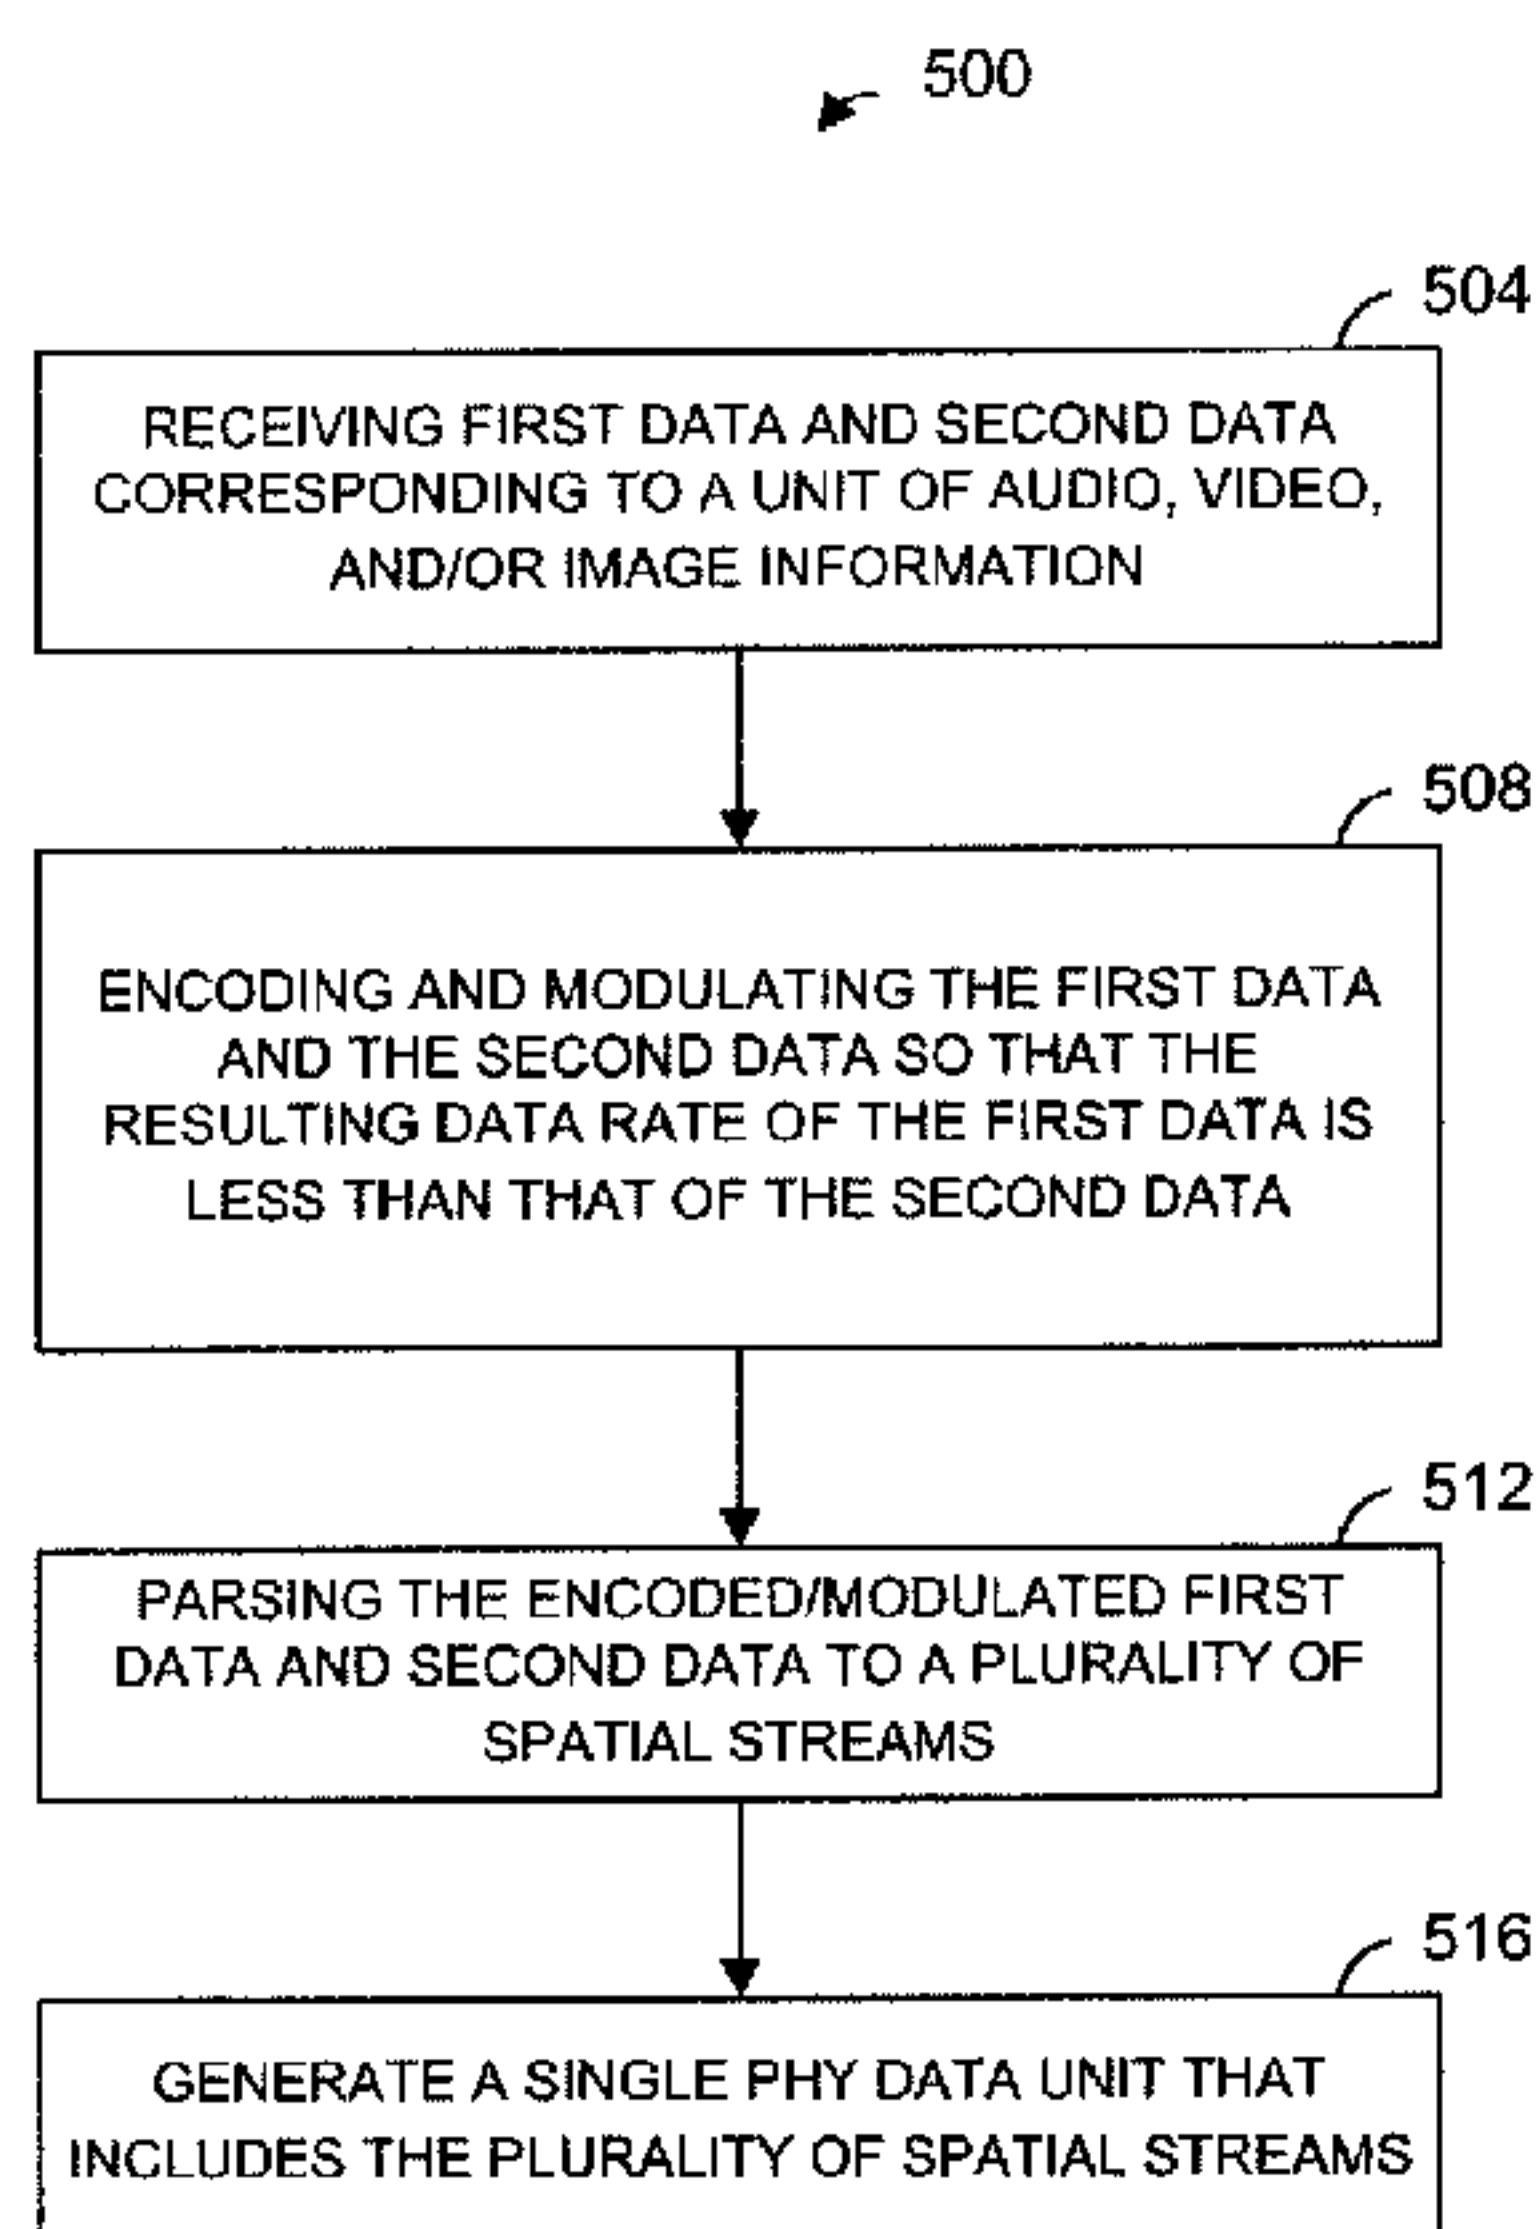 500
504
RECEIVING FIRST DATA AND SECOND DATA
CORRESPONDING TO A UNIT OF AUDIO, VIDEO,
AND/OR IMAGE INFORMATION
508
ENCODING AND MODULATING THE FIRST DATA
AND THE SECOND DATA SO THAT THE
RESULTING DATA RATE OF THE FIRST DATA IS
LESS THAN THAT OF THE SECOND DATA
512
PARSING THE ENCODED/MODULATED FIRST
DATA AND SECOND DATA TO A PLURALITY OF
SPATIAL STREAMS
516
GENERATE A SINGLE PHY DATA UNIT THAT
INCLUDES THE PLURALITY OF SPATIAL STREAMS